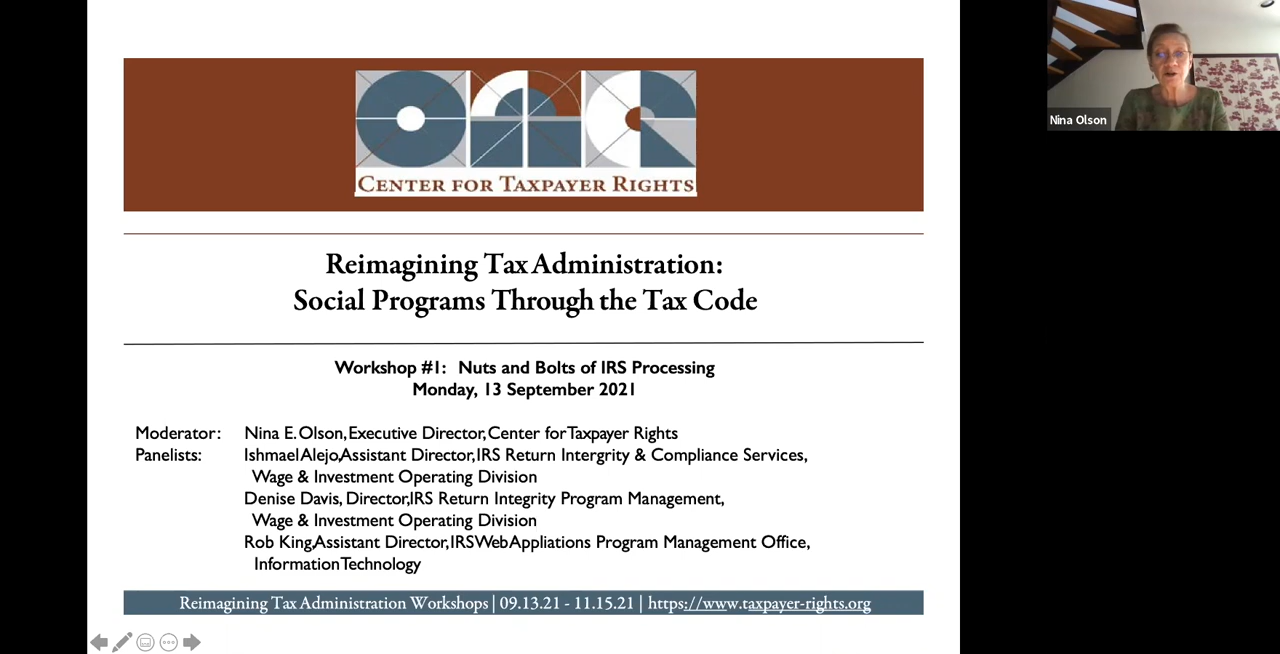 CENTER FOR TAXPAYER RIGHTS
Nina Olson
Reimagining Tax Administration:
Social Programs Through the Tax Code
Workshop #1: Nuts and Bolts of IRS Processing
Monday, 13 September 2021
Moderator: Nina E. Olson, Executive Director, Center for Taxpayer Rights
Panelists: Ishmael Alejo, Assistant Director, IRS Return Intergrity & Compliance Services,
Wage & Investment Operating Division
Denise Davis, Director, IRS Return Integrity Program Management,
Wage & Investment Operating Division
Rob King, Assistant Director, IRS Web Appliations Program Management Office,
Information Technology
Reimagining Tax Administration Workshops | 09.13.21 - 11.15.21 | https://www.taxpayer-rights.org